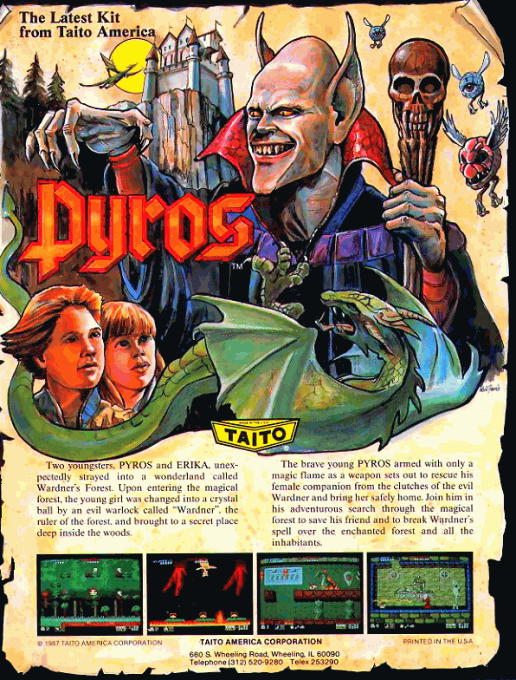 The Latest Kit
from Taito America
Pyros
TM
TAITO
Two youngsters, PYROS and ERIKA, unex-
pectedly strayed into a wonderland called
Wardner's Forest. Upon entering the magical
forest, the young girl was changed into a crystal
ball by an evil warlock called "Wardner", the
ruler of the forest, and brought to a secret place
deep inside the woods.
The brave young PYROS armed with only a
magic flame as a weapon sets out to rescue his
female companion from the clutches of the evil
Wardner and bring her safely home. Join him in
his adventurous search through the magical
forest to save his friend and to break Wardner's
spell over the enchanted forest and all the
inhabitants.
© 1987 TAITO AMERICA CORPORATION
TAITO AMERICA CORPORATION
PRINTED IN THE U.S.A.
660 S. Wheeling Road, Wheeling, IL 60090
Telephone (312) 520-9280 Telex 253290